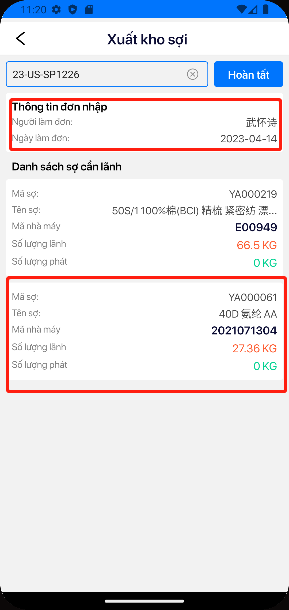 11:20
Xuất kho sợi
23-US-SP1226
Hoàn tất
Thông tin đơn nhập
Người làm đơn: 武怀诗
Ngày làm đơn: 2023-04-14
Danh sách sợ cần lãnh
Mã sợ: YA000219
Tên sợ: 50S/1 100%棉(BCI) 精梳 紧密纺 漂...
Mã nhà máy E00949
Số lượng lãnh 66.5 KG
Số lượng phát 0 KG
Mã sợ: YA000061
Tên sợ: 40D 氨纶 AA
Mã nhà máy 2021071304
Số lượng lãnh 27.36 KG
Số lượng phát 0 KG